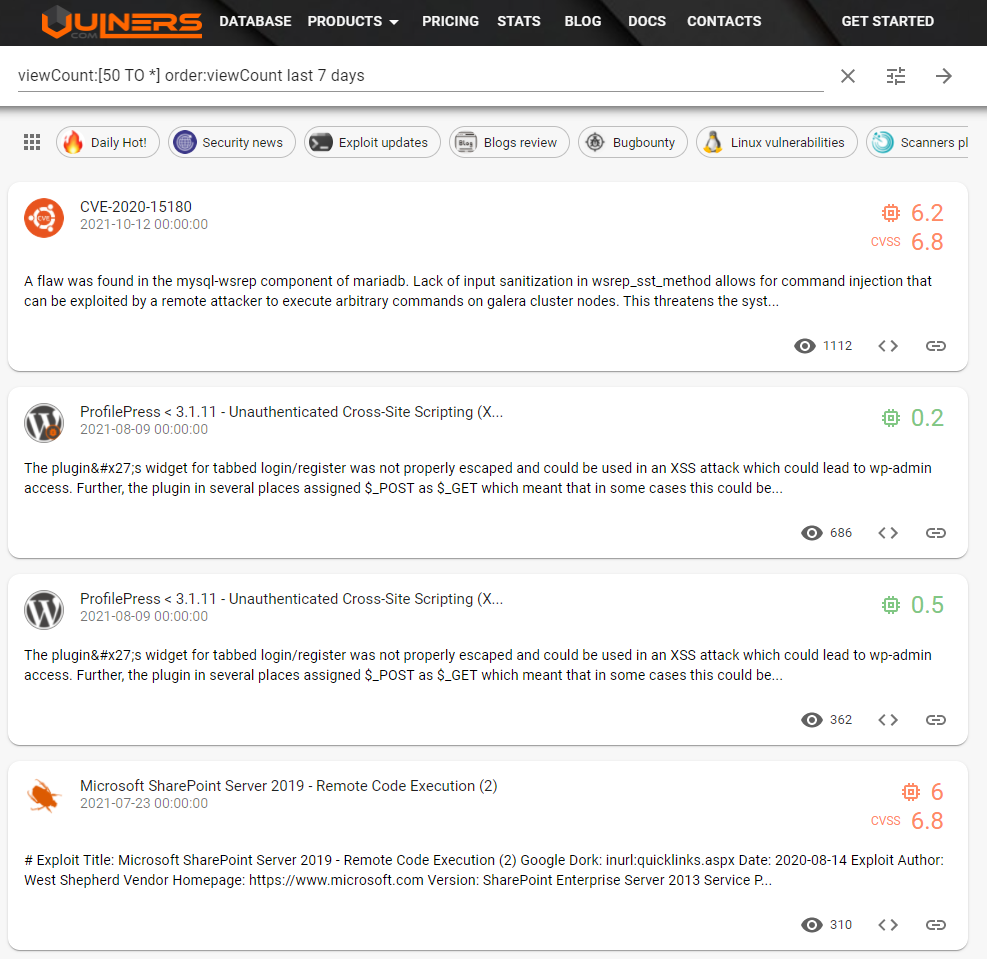 VULNERS
.COM
DATABASE PRODUCTS PRICING STATS BLOG DOCS CONTACTS GET STARTED
viewCount:[50 TO *] order:viewCount last 7 days
Daily Hot! Security news Exploit updates Blog Blogs review Bugbounty Linux vulnerabilities Scanners pl
CVE
CVE-2020-15180
2021-10-12 00:00:00
6.2
CVSS 6.8
A flaw was found in the mysql-wsrep component of mariadb. Lack of input sanitization in wsrep_sst_method allows for command injection that
can be exploited by a remote attacker to execute arbitrary commands on galera cluster nodes. This threatens the syst...
1112
ProfilePress < 3.1.11 - Unauthenticated Cross-Site Scripting (X...
2021-08-09 00:00:00
0.2
The plugin&#x27;s widget for tabbed login/register was not properly escaped and could be used in an XSS attack which could lead to wp-admin
access. Further, the plugin in several places assigned $_POST as $_GET which meant that in some cases this could be...
686
ProfilePress < 3.1.11 - Unauthenticated Cross-Site Scripting (X...
2021-08-09 00:00:00
0.5
The plugin&#x27;s widget for tabbed login/register was not properly escaped and could be used in an XSS attack which could lead to wp-admin
access. Further, the plugin in several places assigned $_POST as $_GET which meant that in some cases this could be...
362
Microsoft SharePoint Server 2019 - Remote Code Execution (2)
2021-07-23 00:00:00
6
CVSS 6.8
# Exploit Title: Microsoft SharePoint Server 2019 - Remote Code Execution (2) Google Dork: inurl:quicklinks.aspx Date: 2020-08-14 Exploit Author:
West Shepherd Vendor Homepage: https://www.microsoft.com Version: SharePoint Enterprise Server 2013 Service P...
310